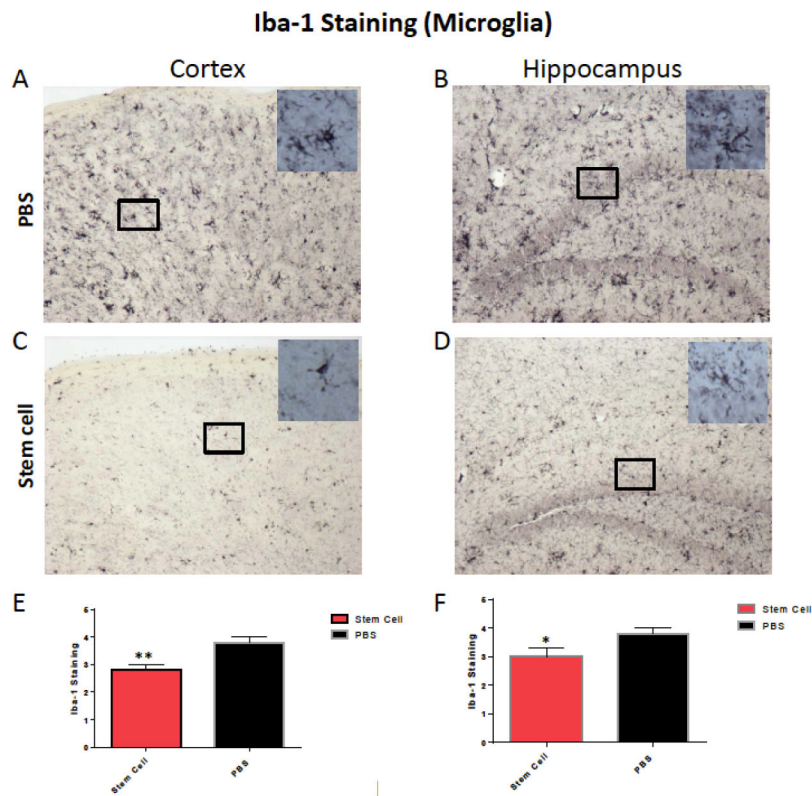 Iba-1 Staining (Microglia)
Cortex
Hippocampus
A
B
PBS
C
D
Stem cell
E
Iba-1 Staining
5
4
3
2
1
0
**
Stem Cell
PBS
Stem Cell
PBS
F
Iba-1 Staining
5
4
3
2
1
0
*
Stem Cell
PBS
Stem Cell
PBS